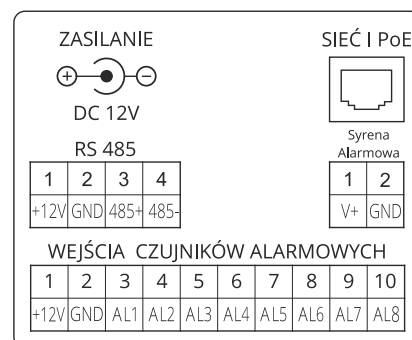 ZASILANIE
SIEĆ I PoE
DC 12V
Syrena
Alarmowa
RS 485
1 2 3 4
+12V GND 485+ 485-
1 2
V+ GND
WEJŚCIA CZUJNIKÓW ALARMOWYCH
1 2 3 4 5 6 7 8 9 10
+12V GND AL1 AL2 AL3 AL4 AL5 AL6 AL7 AL8